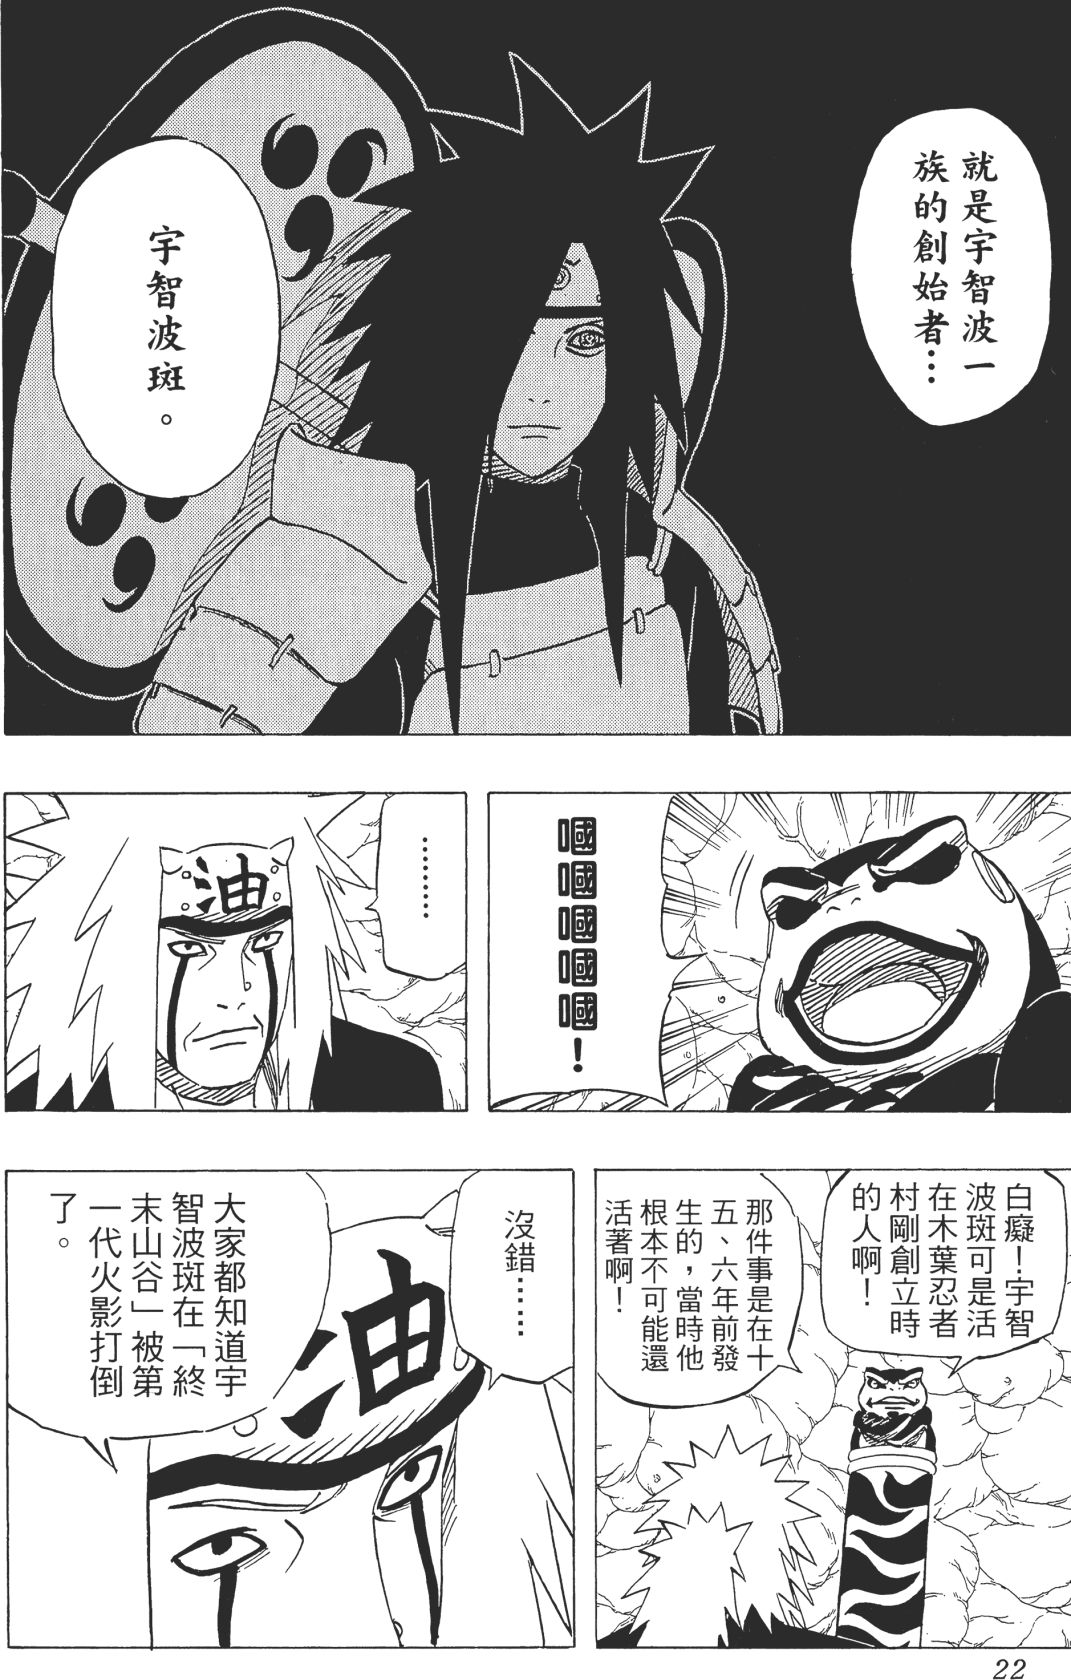 就是宇智波一
族的創始者…
宇智波斑。
嘓嘓嘓嘓嘓！
………
油
白癡！宇智
波斑可是活
在木葉忍者
村剛創立時
的人啊！
那件事是在十
五、六年前發
生的，當時他
根本不可能還
活著啊！
沒錯……
大家都知道宇
智波斑在「終
末山谷」被第
一代火影打倒
了。
油
22